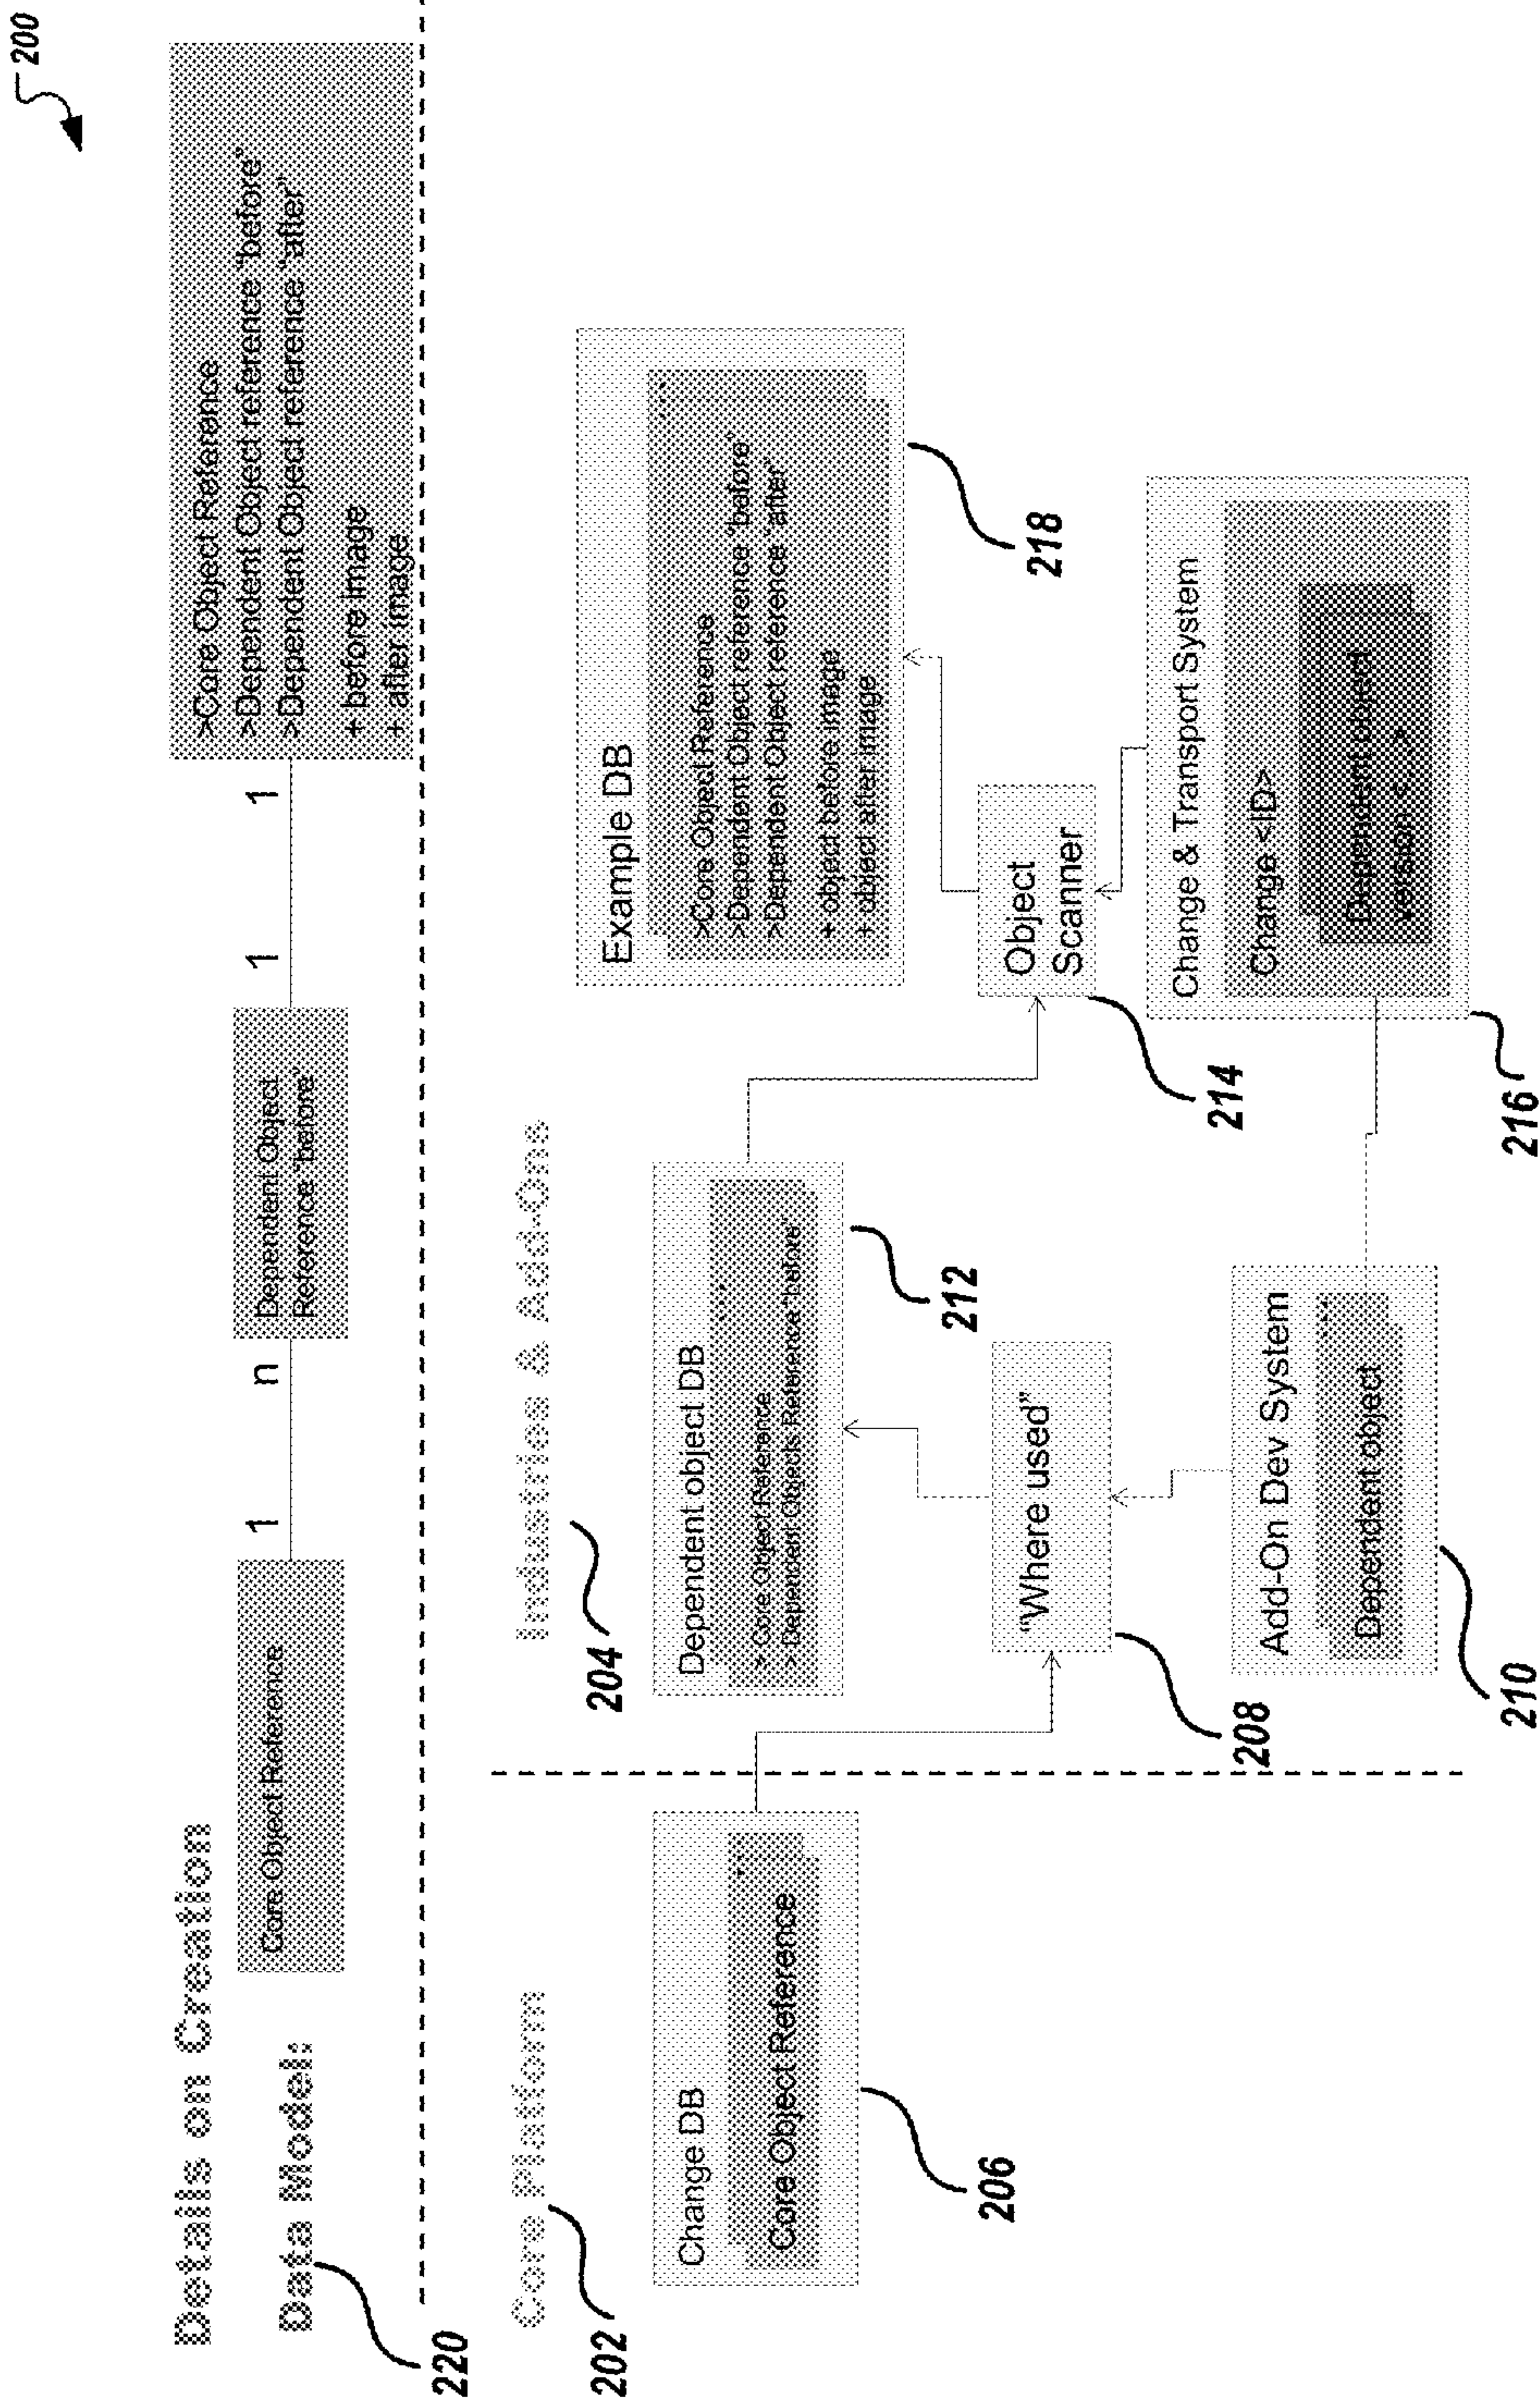 200
Details on Creation
Data Model:
220
Core Object Reference
1
n
Dependent Object
Reference "before"
1
1
>Core Object Reference
>Dependent Object reference "before"
>Dependent Object reference "after"
+ before image
+ after image
Core Platform
202
Industries & Add-Ons
204
Change DB
...
Core Object Reference
206
Dependent object DB
...
> Core Object Reference
> Dependent Objects Reference "before"
212
"Where used"
208
Add-On Dev System
...
Dependent object
210
Example DB
...
>Core Object Reference
>Dependent Object reference "before"
>Dependent Object reference "after"
+ object before image
+ object after image
218
Object
Scanner
214
Change & Transport System
Change <ID>
Dependent object
version <...>
216